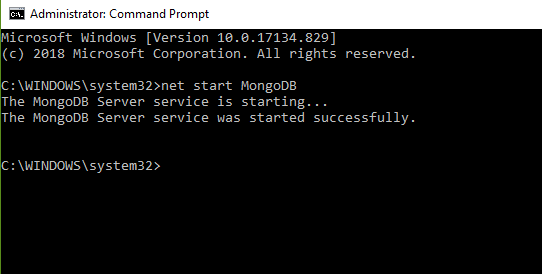 Administrator: Command Prompt
Microsoft Windows [Version 10.0.17134.829]
(c) 2018 Microsoft Corporation. All rights reserved.
C:\WINDOWS\system32>net start MongoDB
The MongoDB Server service is starting...
The MongoDB Server service was started successfully.
C:\WINDOWS\system32>